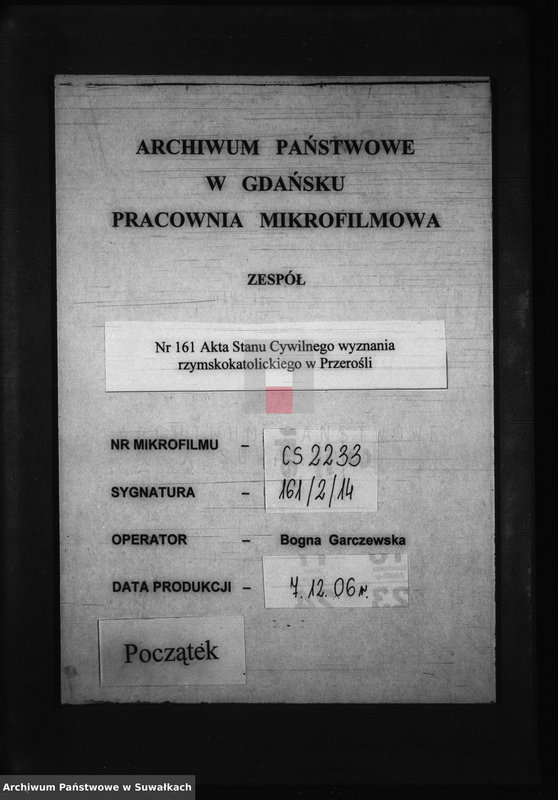 ARCHIWUM PAŃSTWOWE
W GDAŃSKU
PRACOWNIA MIKROFILMOWA
ZESPÓŁ
Nr 161 Akta Stanu Cywilnego wyznania
rzymskokatolickiego w Przerośli
NR MIKROFILMU – CS 2233
SYGNATURA – 161/2/14
OPERATOR – Bogna Garczewska
DATA PRODUKCJI – 7.12.06 r.
Początek
Archiwum Państwowe w Suwałkach